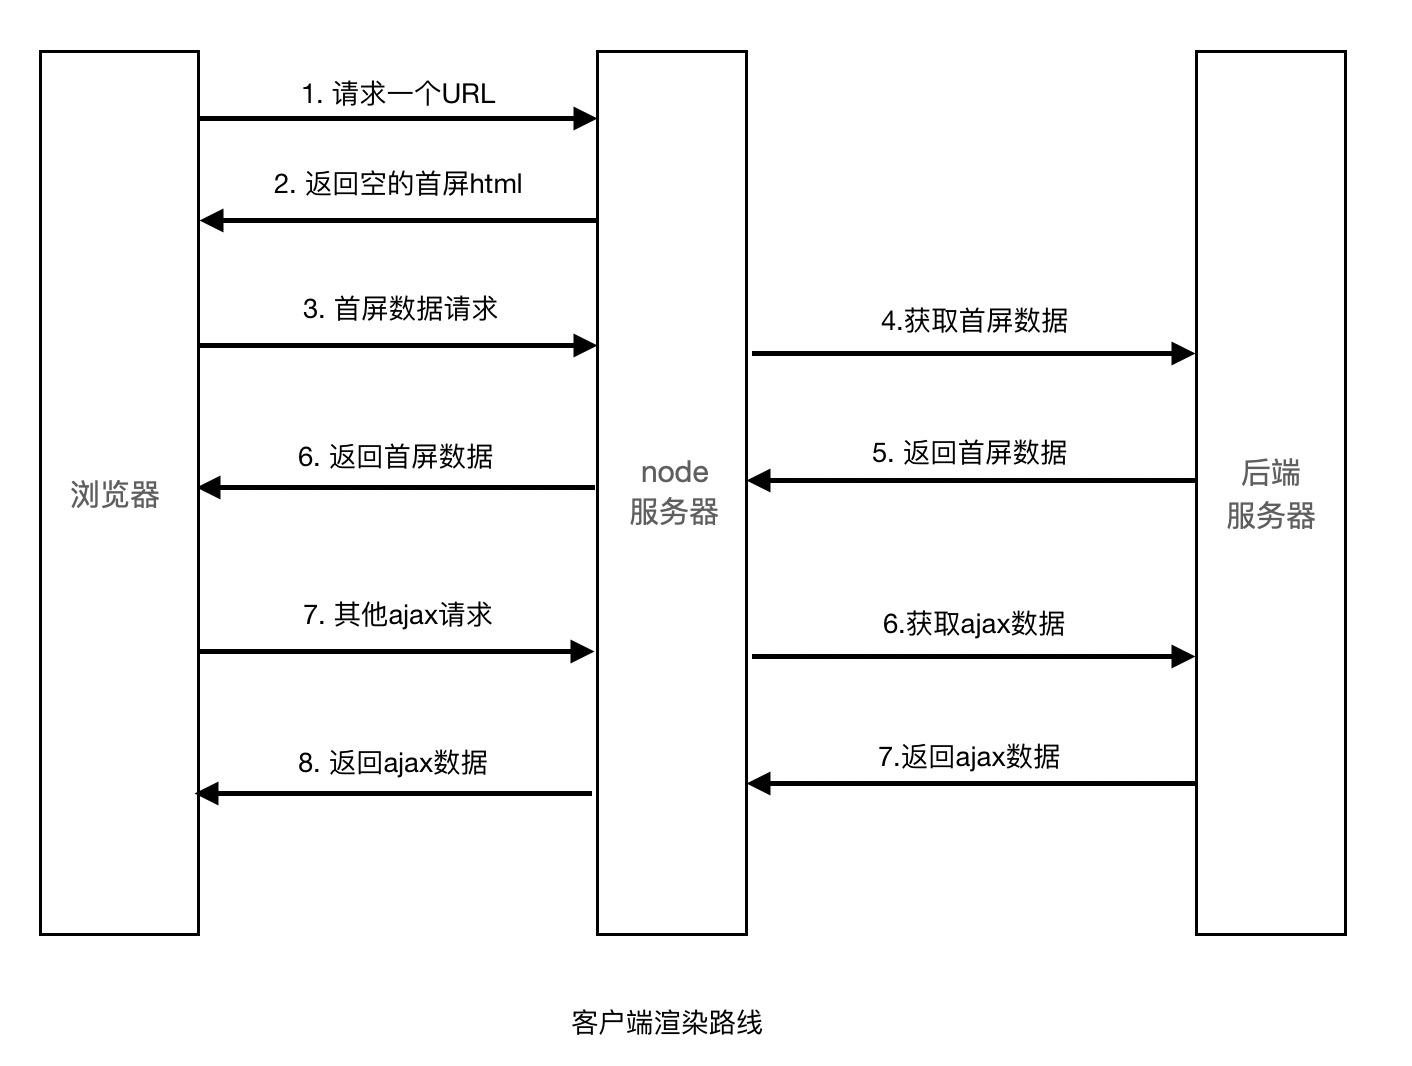 1. 请求一个URL
2. 返回空的首屏html
3. 首屏数据请求
4.获取首屏数据
5. 返回首屏数据
6. 返回首屏数据
浏览器
node
服务器
后端
服务器
7. 其他ajax请求
6.获取ajax数据
7.返回ajax数据
8. 返回ajax数据
客户端渲染路线